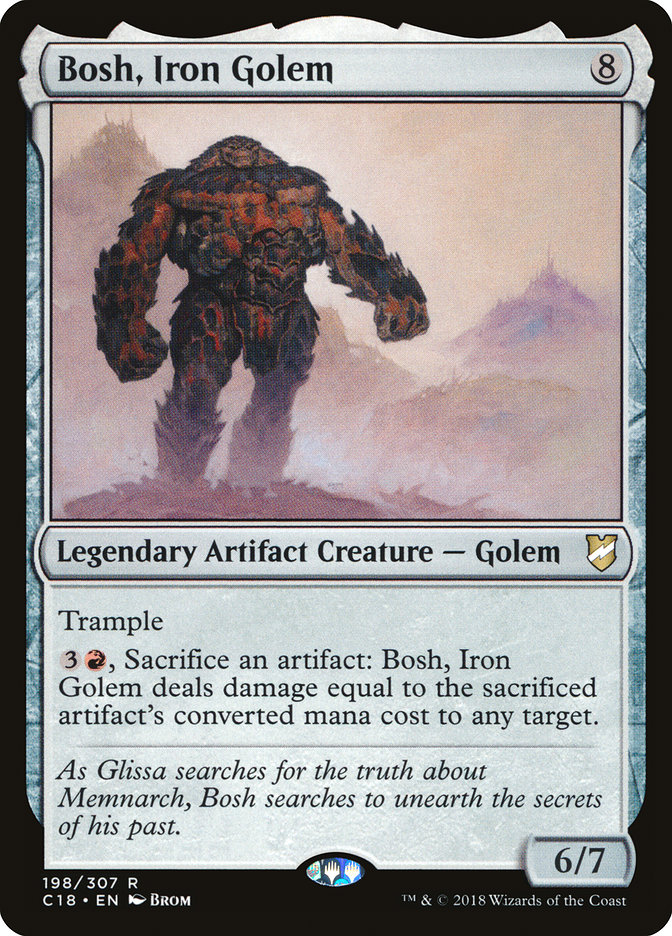 Bosh, Iron Golem 8
Legendary Artifact Creature — Golem
Trample
3, Sacrifice an artifact: Bosh, Iron
Golem deals damage equal to the sacrificed
artifact's converted mana cost to any target.
As Glissa searches for the truth about
Memnarch, Bosh searches to unearth the secrets
of his past.
6/7
198/307 R
C18 • EN Brom
™ & © 2018 Wizards of the Coast